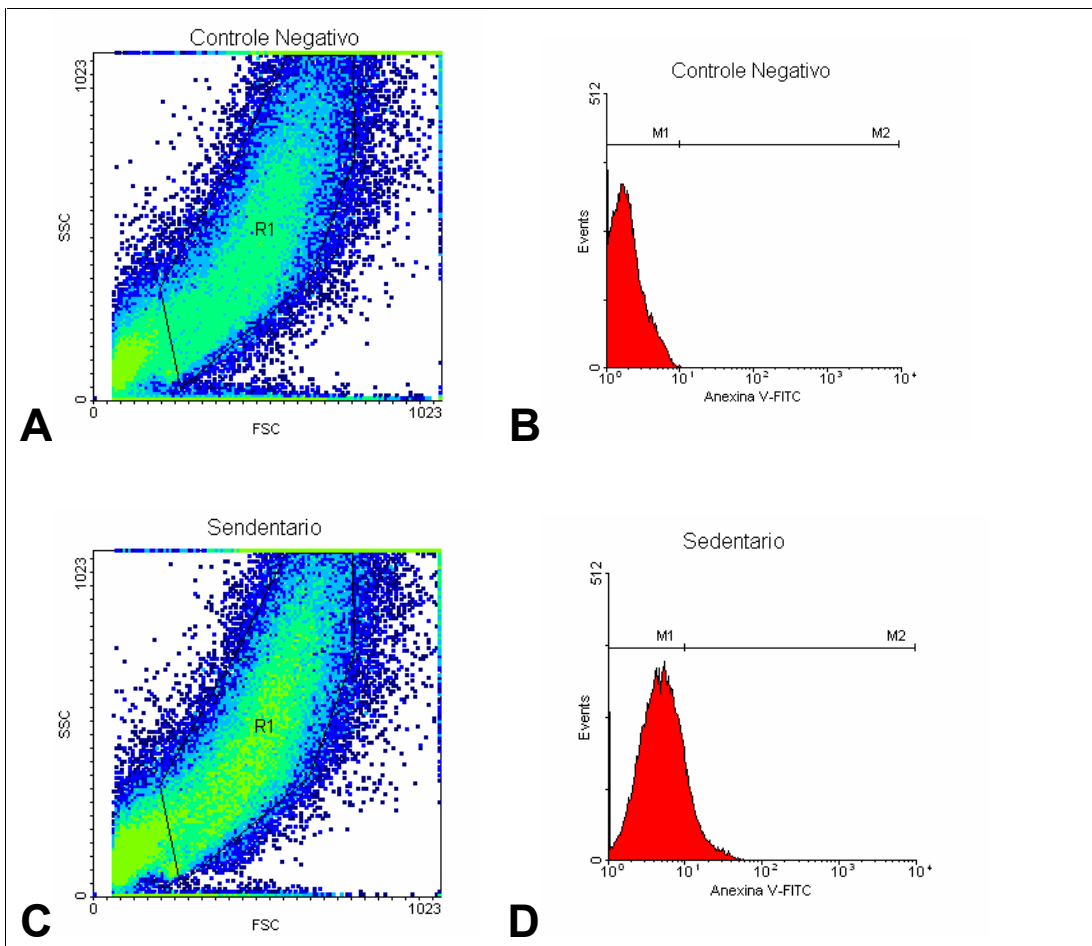 Controle Negativo
1023
SSC
R1
0
0
1023
FSC
A
Controle Negativo
512
M1
M2
Events
0
10⁰
10¹
10²
10³
10⁴
Anexina V-FITC
B
Sendentario
1023
SSC
R1
0
0
1023
FSC
C
Sedentario
512
M1
M2
Events
0
10⁰
10¹
10²
10³
10⁴
Anexina V-FITC
D